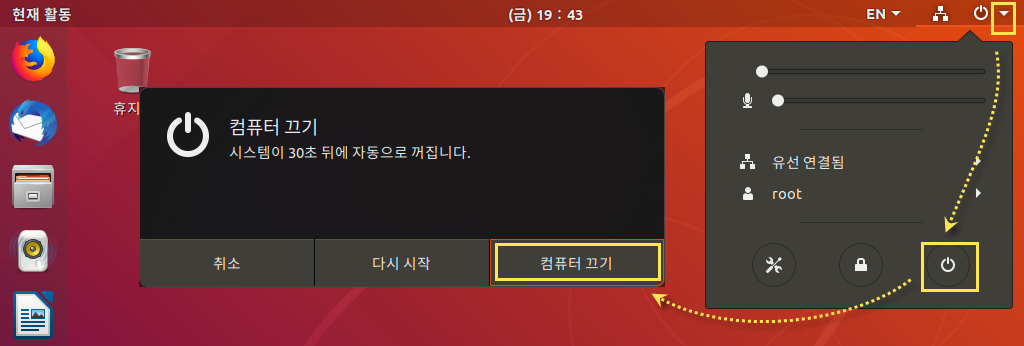 현재 활동
(금) 19 : 43
EN
휴지
컴퓨터 끄기
시스템이 30초 뒤에 자동으로 꺼집니다.
취소
다시 시작
컴퓨터 끄기
유선 연결됨
root